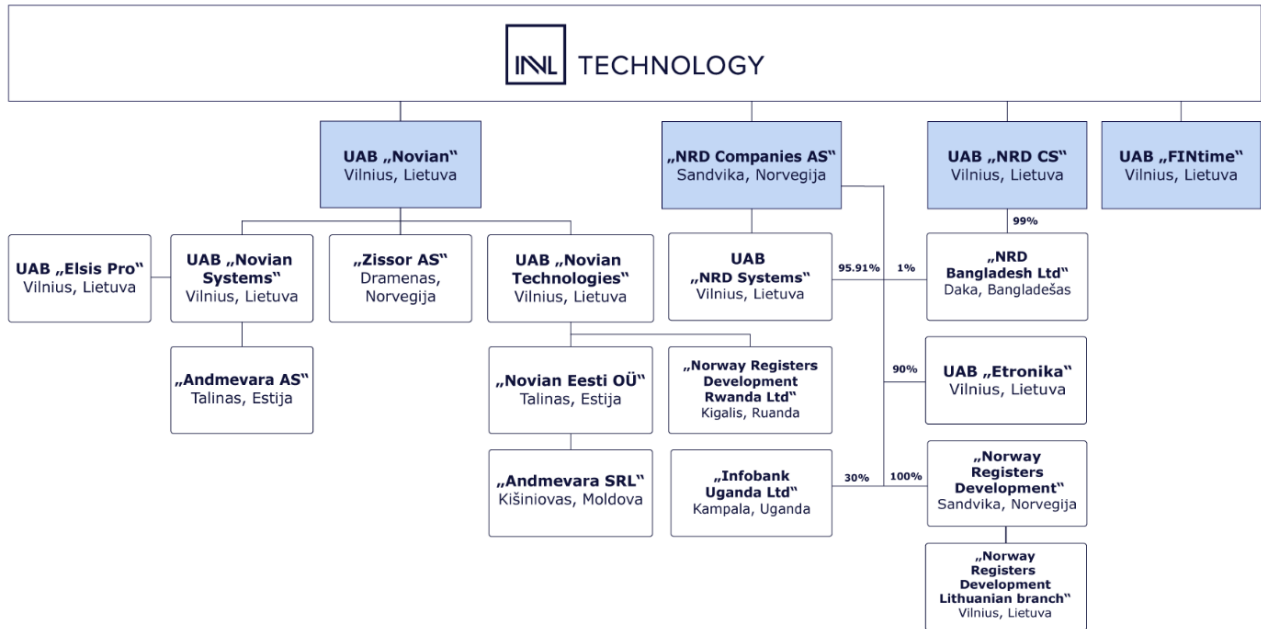 INVL TECHNOLOGY
UAB „Novian“
Vilnius, Lietuva
„NRD Companies AS“
Sandvika, Norvegija
UAB „NRD CS“
Vilnius, Lietuva
UAB „FINtime“
Vilnius, Lietuva
99%
UAB „Elsis Pro“
Vilnius, Lietuva
UAB „Novian
Systems“
Vilnius, Lietuva
„Zissor AS“
Dramenas,
Norvegija
UAB „Novian
Technologies“
Vilnius, Lietuva
UAB
„NRD Systems“
Vilnius, Lietuva
95.91%
1%
„NRD
Bangladesh Ltd“
Daka, Bangladešas
„Andmevara AS“
Talinas, Estija
„Novian Eesti OÜ“
Talinas, Estija
„Norway Registers
Development
Rwanda Ltd“
Kigalis, Ruanda
90%
UAB „Etronika“
Vilnius, Lietuva
„Andmevara SRL“
Kišiniovas, Moldova
„Infobank
Uganda Ltd“
Kampala, Uganda
30%
100%
„Norway
Registers
Development“
Sandvika, Norvegija
„Norway
Registers
Development
Lithuanian branch“
Vilnius, Lietuva